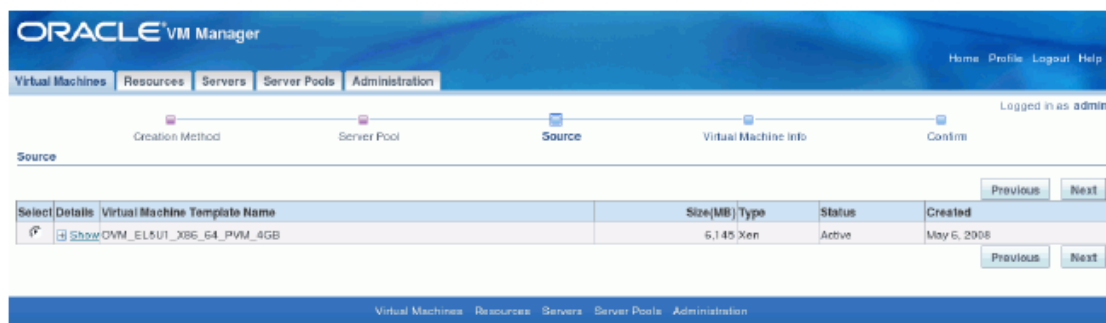 ORACLE VM Manager
Home Profile Logout Help
Virtual Machines Resources Servers Server Pools Administration
Logged in as admin
Creation Method Server Pool Source Virtual Machine Info Confirm
Source
Previous Next
Select Details Virtual Machine Template Name Size(MB) Type Status Created
Show OVM_EL5U1_X86_64_PVM_4GB 6,145 Xen Active May 6, 2008
Previous Next
Virtual Machines Resources Servers Server Pools Administration